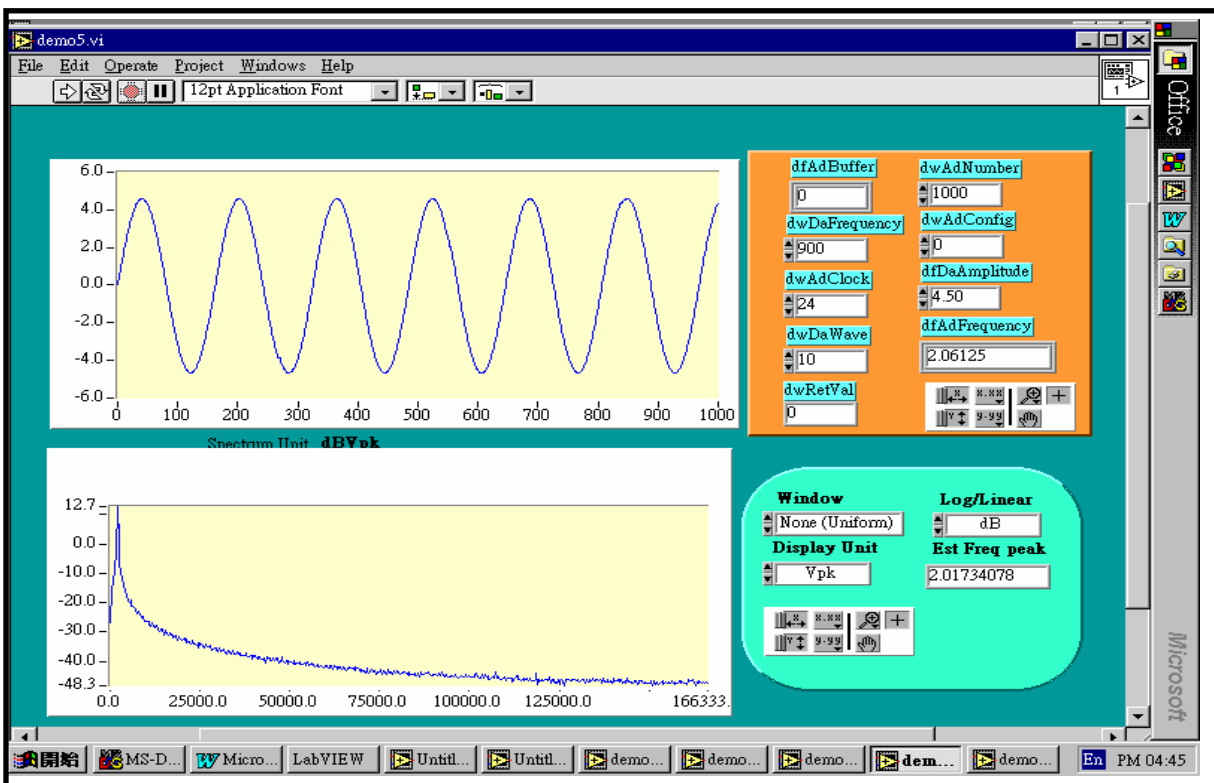 demo5.vi
File Edit Operate Project Windows Help
12pt Application Font
1
Office
6.0
4.0
2.0
0.0
-2.0
-4.0
-6.0
0 100 200 300 400 500 600 700 800 900 1000
dfAdBuffer
0
dwDaFrequency
900
dwAdClock
24
dwDaWave
10
dwRetVal
0
dwAdNumber
1000
dwAdConfig
0
dfDaAmplitude
4.50
dfAdFrequency
2.06125
Spectrum Unit dBVpk
12.7
0.0
-10.0
-20.0
-30.0
-40.0
-48.3
0.0 25000.0 50000.0 75000.0 100000.0 125000.0 166333.
Window
None (Uniform)
Display Unit
Vpk
Log/Linear
dB
Est Freq peak
2.01734078
Microsoft
開始 MS-D... Micro... LabVIEW Untitl... Untitl... demo... demo... demo... dem... demo... En PM 04:45